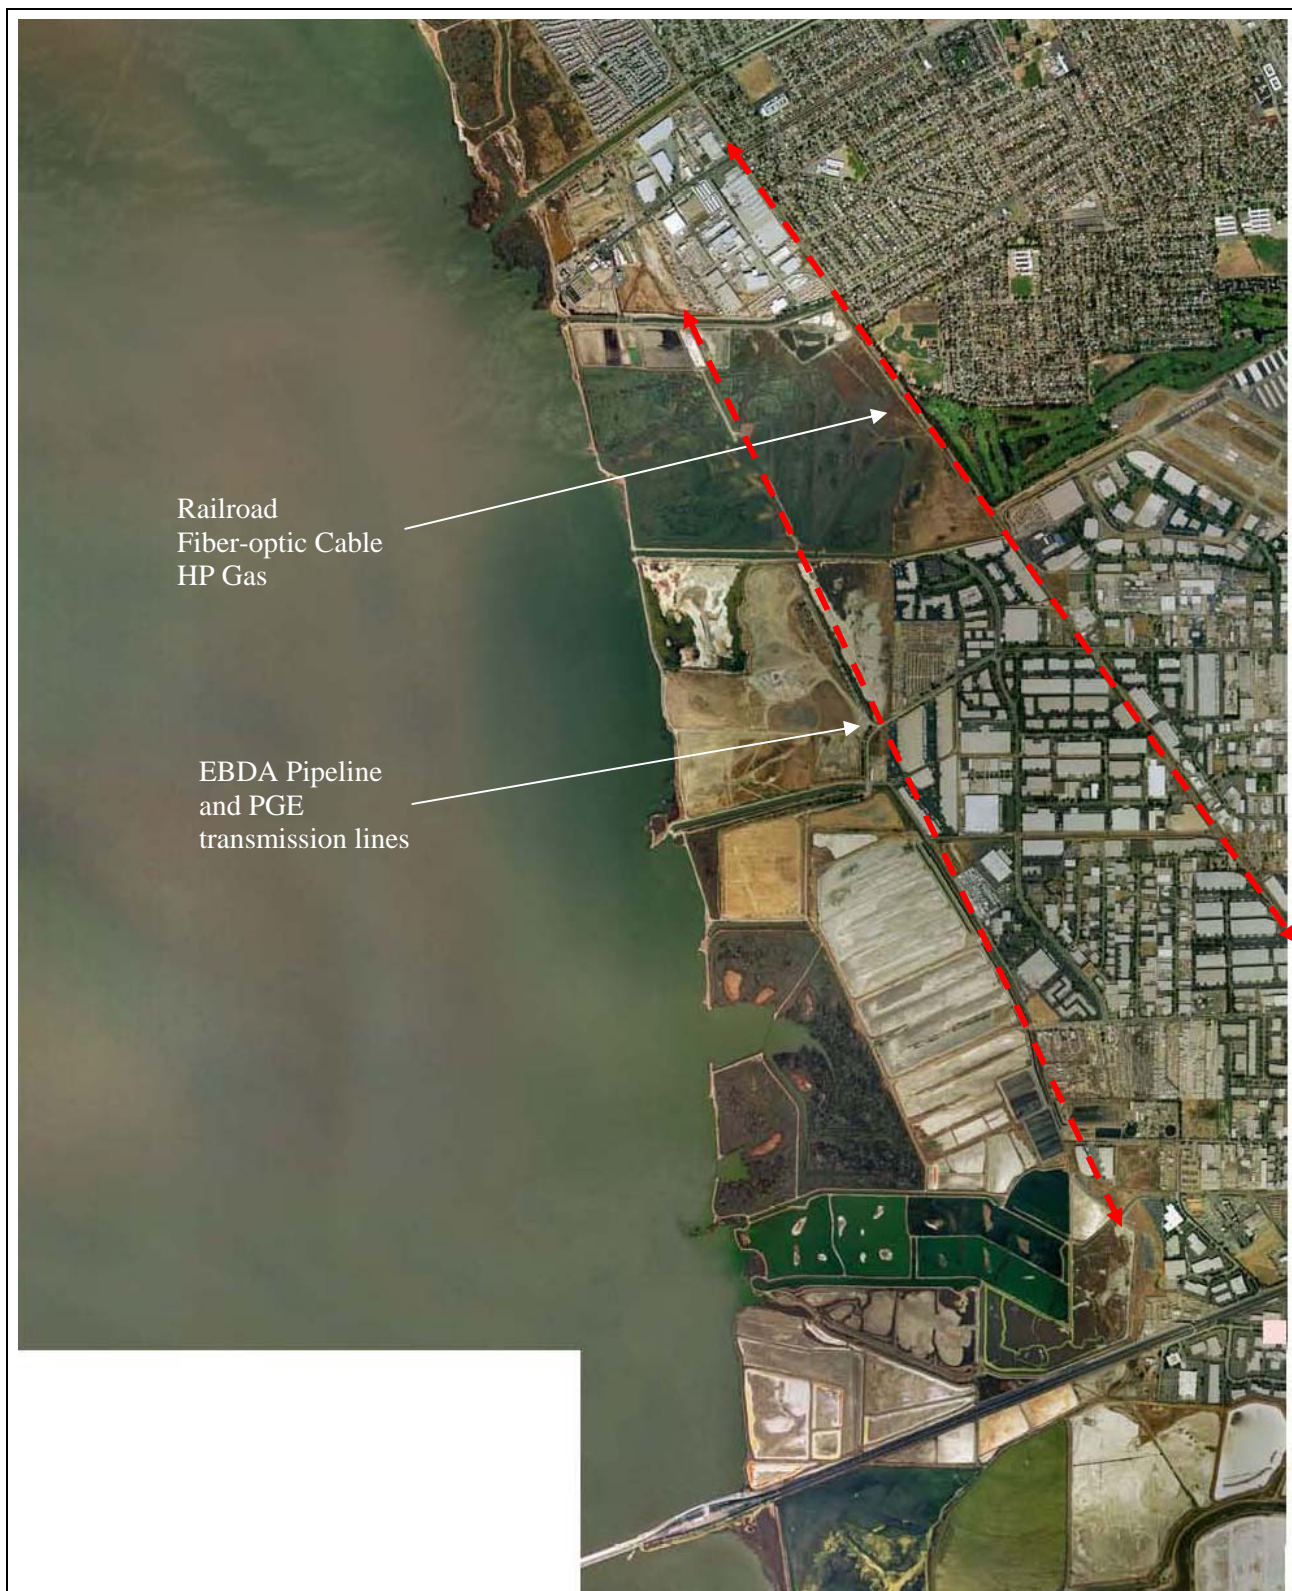 Railroad
Fiber-optic Cable
HP Gas
EBDA Pipeline
and PGE
transmission lines